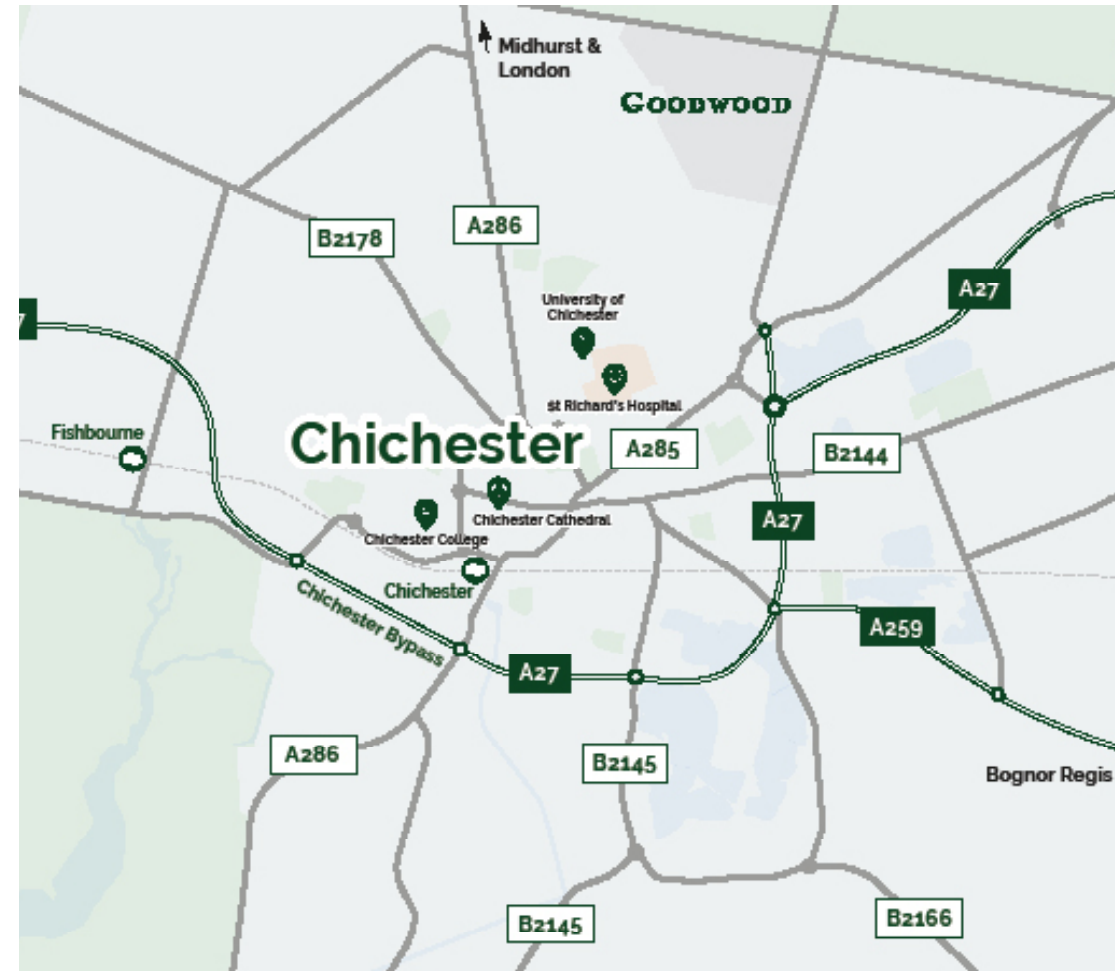 Midhurst &
London
GOODWOOD
A286
B2178
A27
University of
Chichester
7
St Richard's Hospital
Fishbourne
Chichester
A285
B2144
Chichester Cathedral
A27
Chichester College
Chichester
Chichester Bypass
A259
A27
A286
B2145
Bognor Regis
B2145
B2166